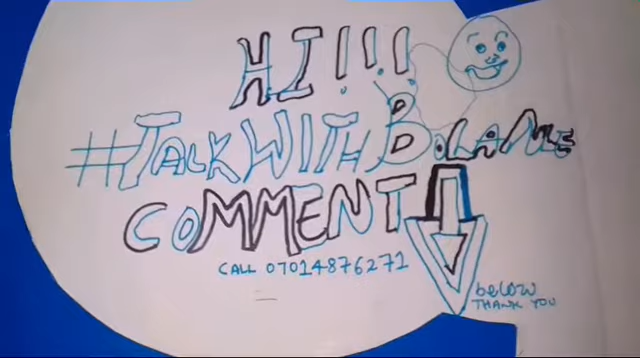 HI!!!
#TALKWITHBOLANLE
COMMENT
CALL 07014876271
below
THANK YOU